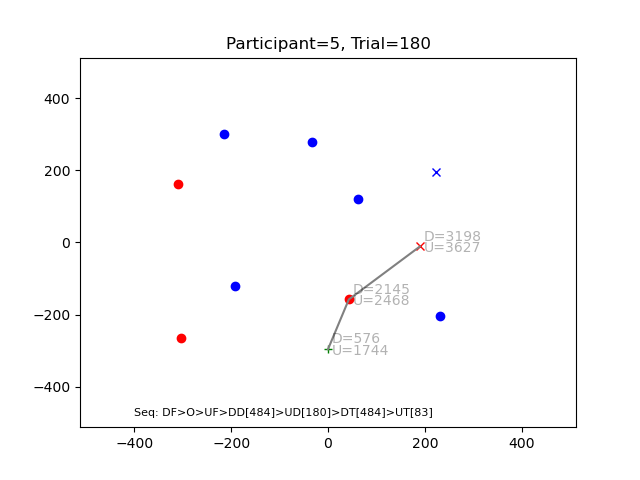 Participant=5, Trial=180
400
200
0
−200
−400
D=3198
U=3627
D=2145
U=2468
D=576
U=1744
Seq: DF>O>UF>DD[484]>UD[180]>DT[484]>UT[83]
−400 −200 0 200 400